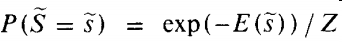 P(S̃ = s̃) = exp(−E(s̃)) / Z